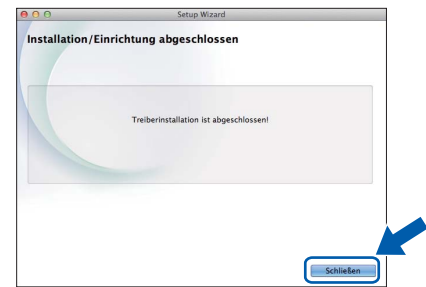 Setup Wizard
Installation/Einrichtung abgeschlossen
Treiberinstallation ist abgeschlossen!
Schließen